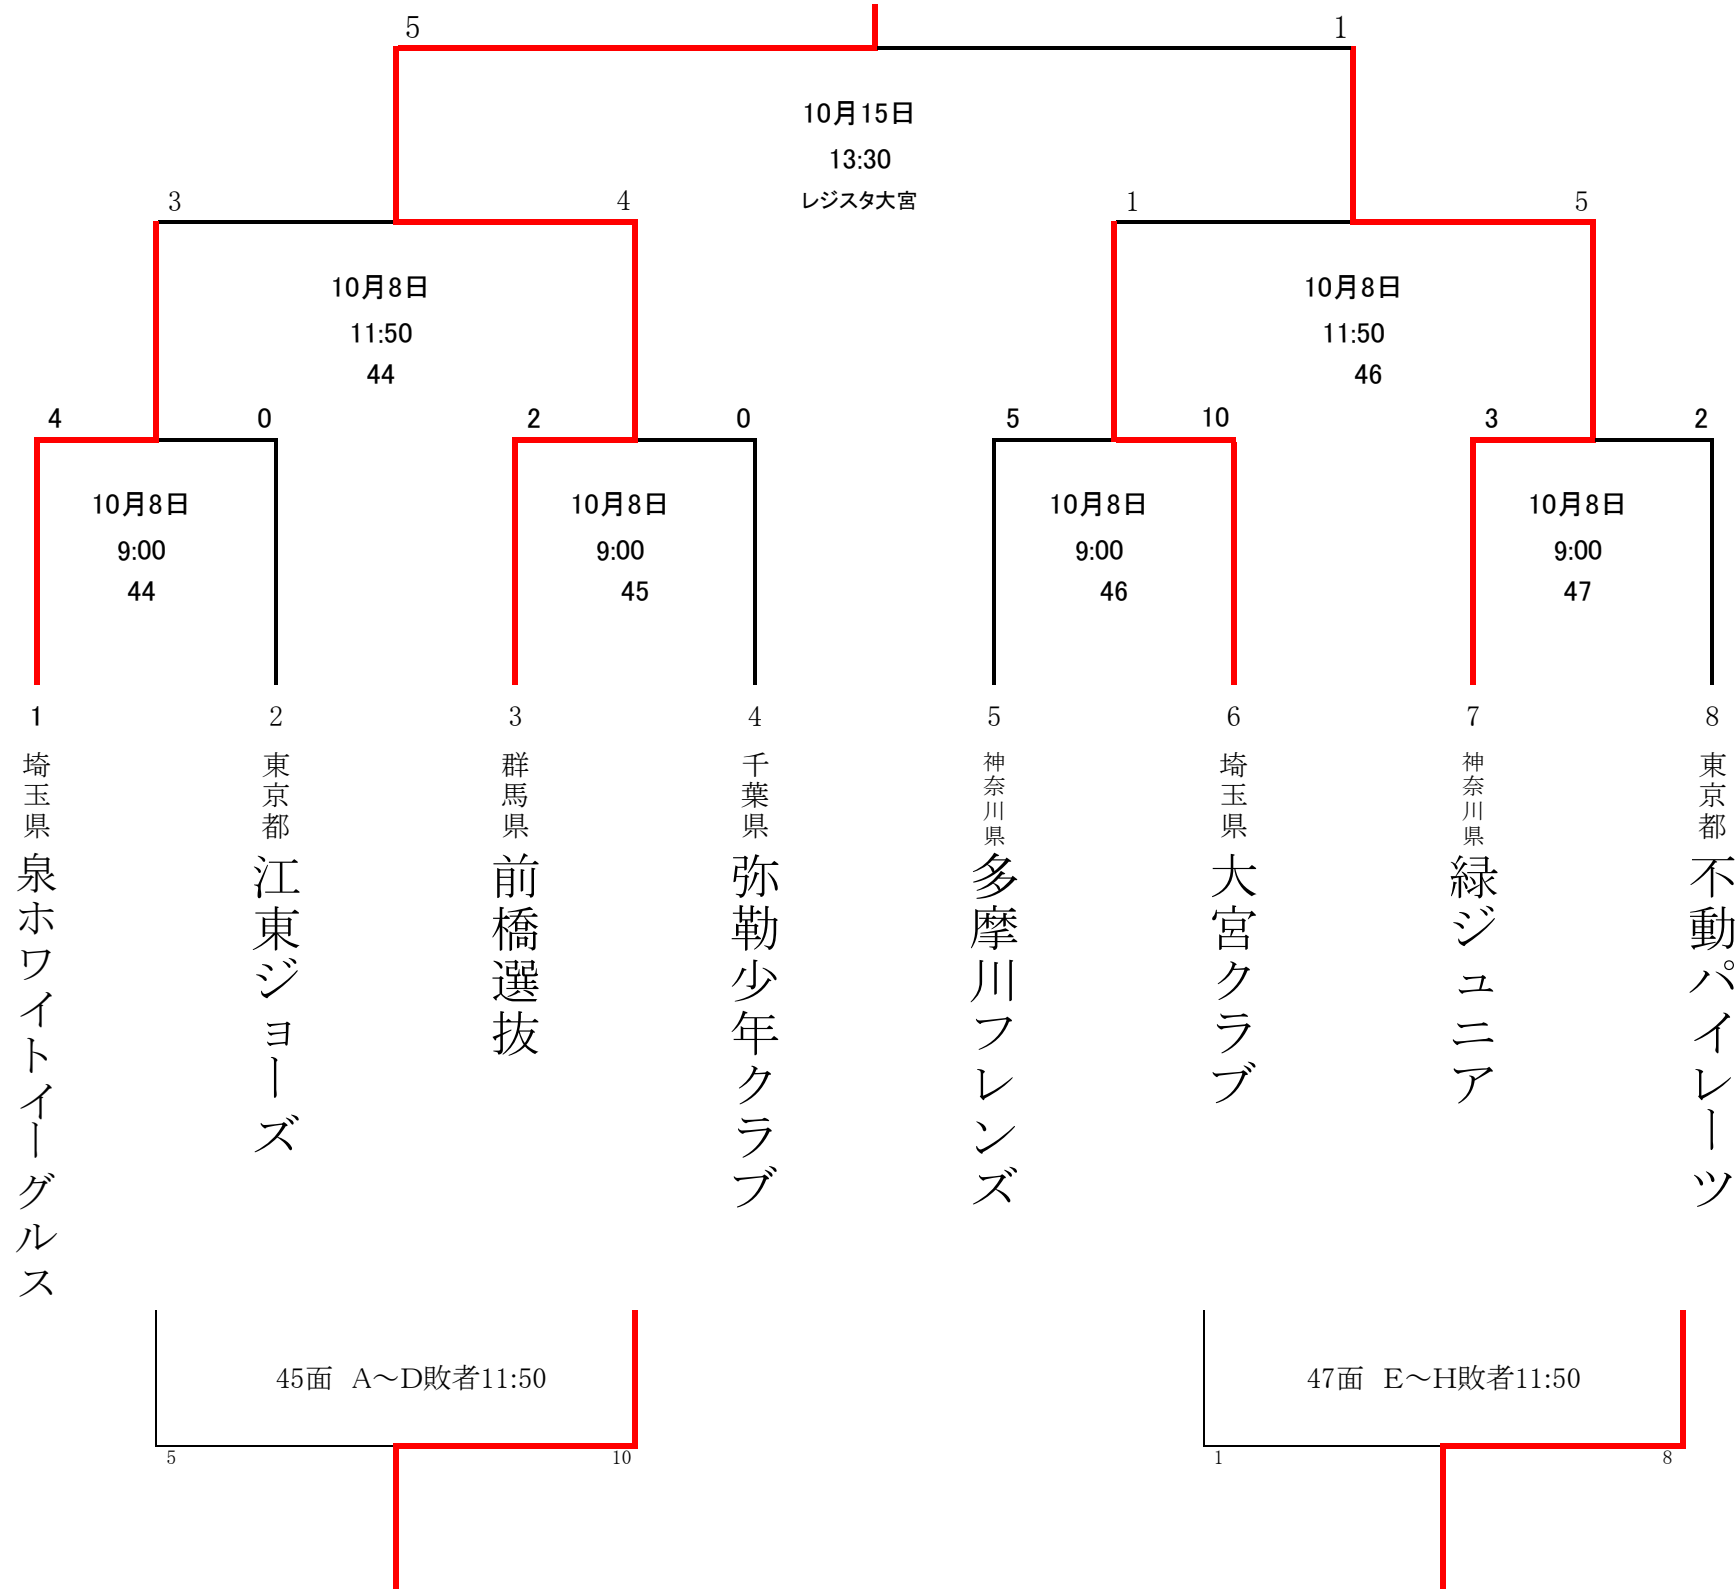 5 1
10月15日
13:30
レジスタ大宮
3 4 1 5
10月8日 10月8日
11:50 11:50
44 46
4 0 2 0 5 10 3 2
10月8日 10月8日 10月8日 10月8日
9:00 9:00 9:00 9:00
44 45 46 47
1 2 3 4 5 6 7 8
埼玉県 泉ホワイトイーグルス
東京都 江東ジョーズ
群馬県 前橋選抜
千葉県 弥勒少年クラブ
神奈川県 多摩川フレンズ
埼玉県 大宮クラブ
神奈川県 緑ジュニア
東京都 不動パイレーツ
45面 A～D敗者11:50 47面 E～H敗者11:50
5 10 1 8